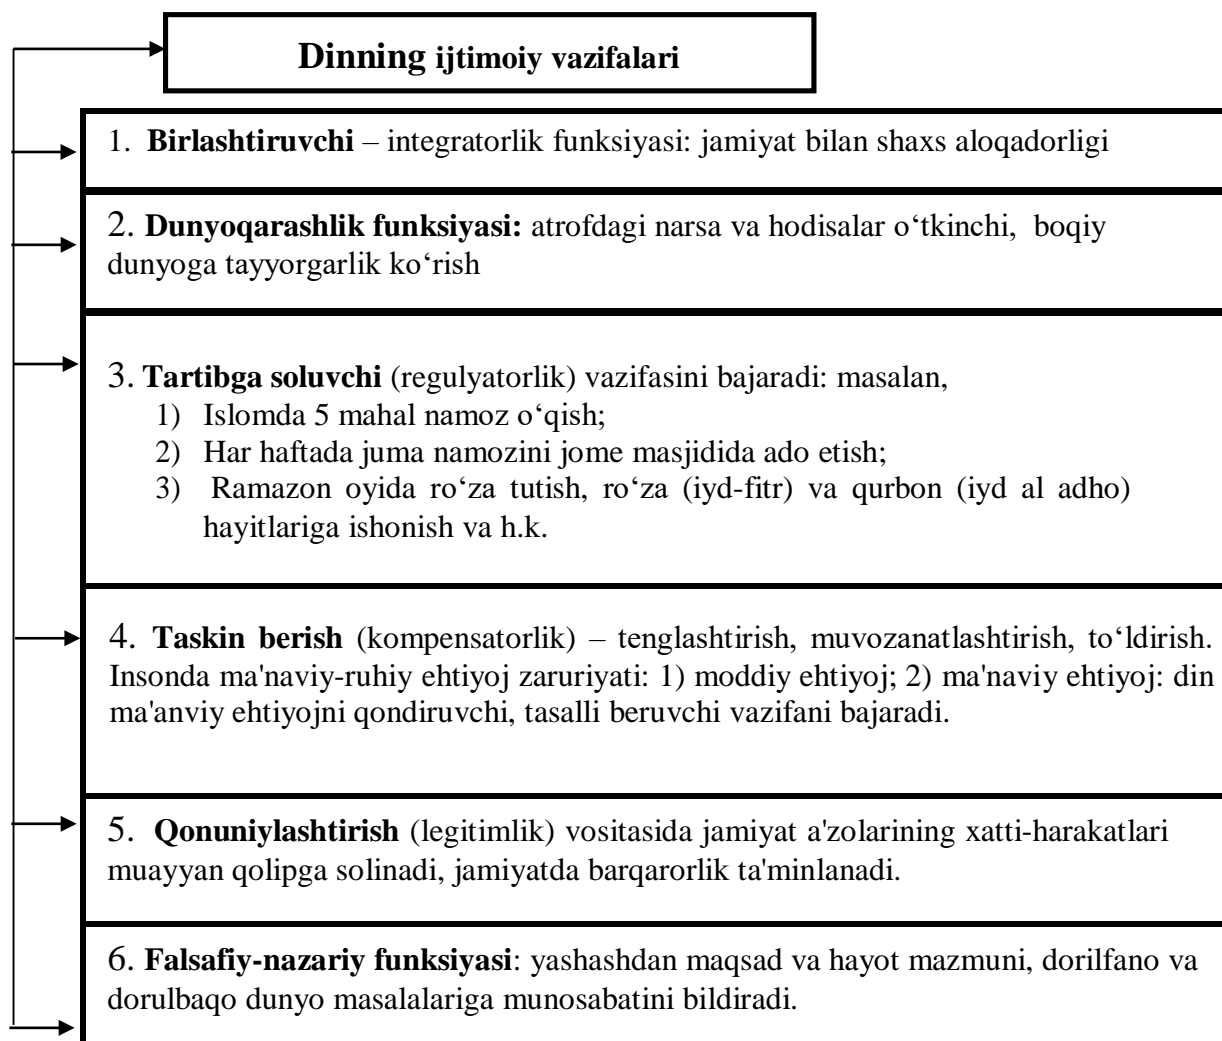 Dinning ijtimoiy vazifalari
1. Birlashtiruvchi – integratorlik funksiyasi: jamiyat bilan shaxs aloqadorligi
2. Dunyoqarashlik funksiyasi: atrofdagi narsa va hodisalar o‘tkinchi, boqiy
dunyoga tayyorgarlik ko‘rish
3. Tartibga soluvchi (regulyatorlik) vazifasini bajaradi: masalan,
1) Islomda 5 mahal namoz o‘qish;
2) Har haftada juma namozini jome masjidida ado etish;
3) Ramazon oyida ro‘za tutish, ro‘za (iyd-fitr) va qurbon (iyd al adho)
hayitlariga ishonish va h.k.
4. Taskin berish (kompensatorlik) – tenglashtirish, muvozanatlashtirish, to‘ldirish.
Insonda ma'naviy-ruhiy ehtiyoj zaruriyati: 1) moddiy ehtiyoj; 2) ma'naviy ehtiyoj: din
ma'anviy ehtiyojni qondiruvchi, tasalli beruvchi vazifani bajaradi.
5. Qonuniylashtirish (legitimlik) vositasida jamiyat a'zolarining xatti-harakatlari
muayyan qolipga solinadi, jamiyatda barqarorlik ta'minlanadi.
6. Falsafiy-nazariy funksiyasi: yashashdan maqsad va hayot mazmuni, dorilfano va
dorulbaqo dunyo masalalariga munosabatini bildiradi.